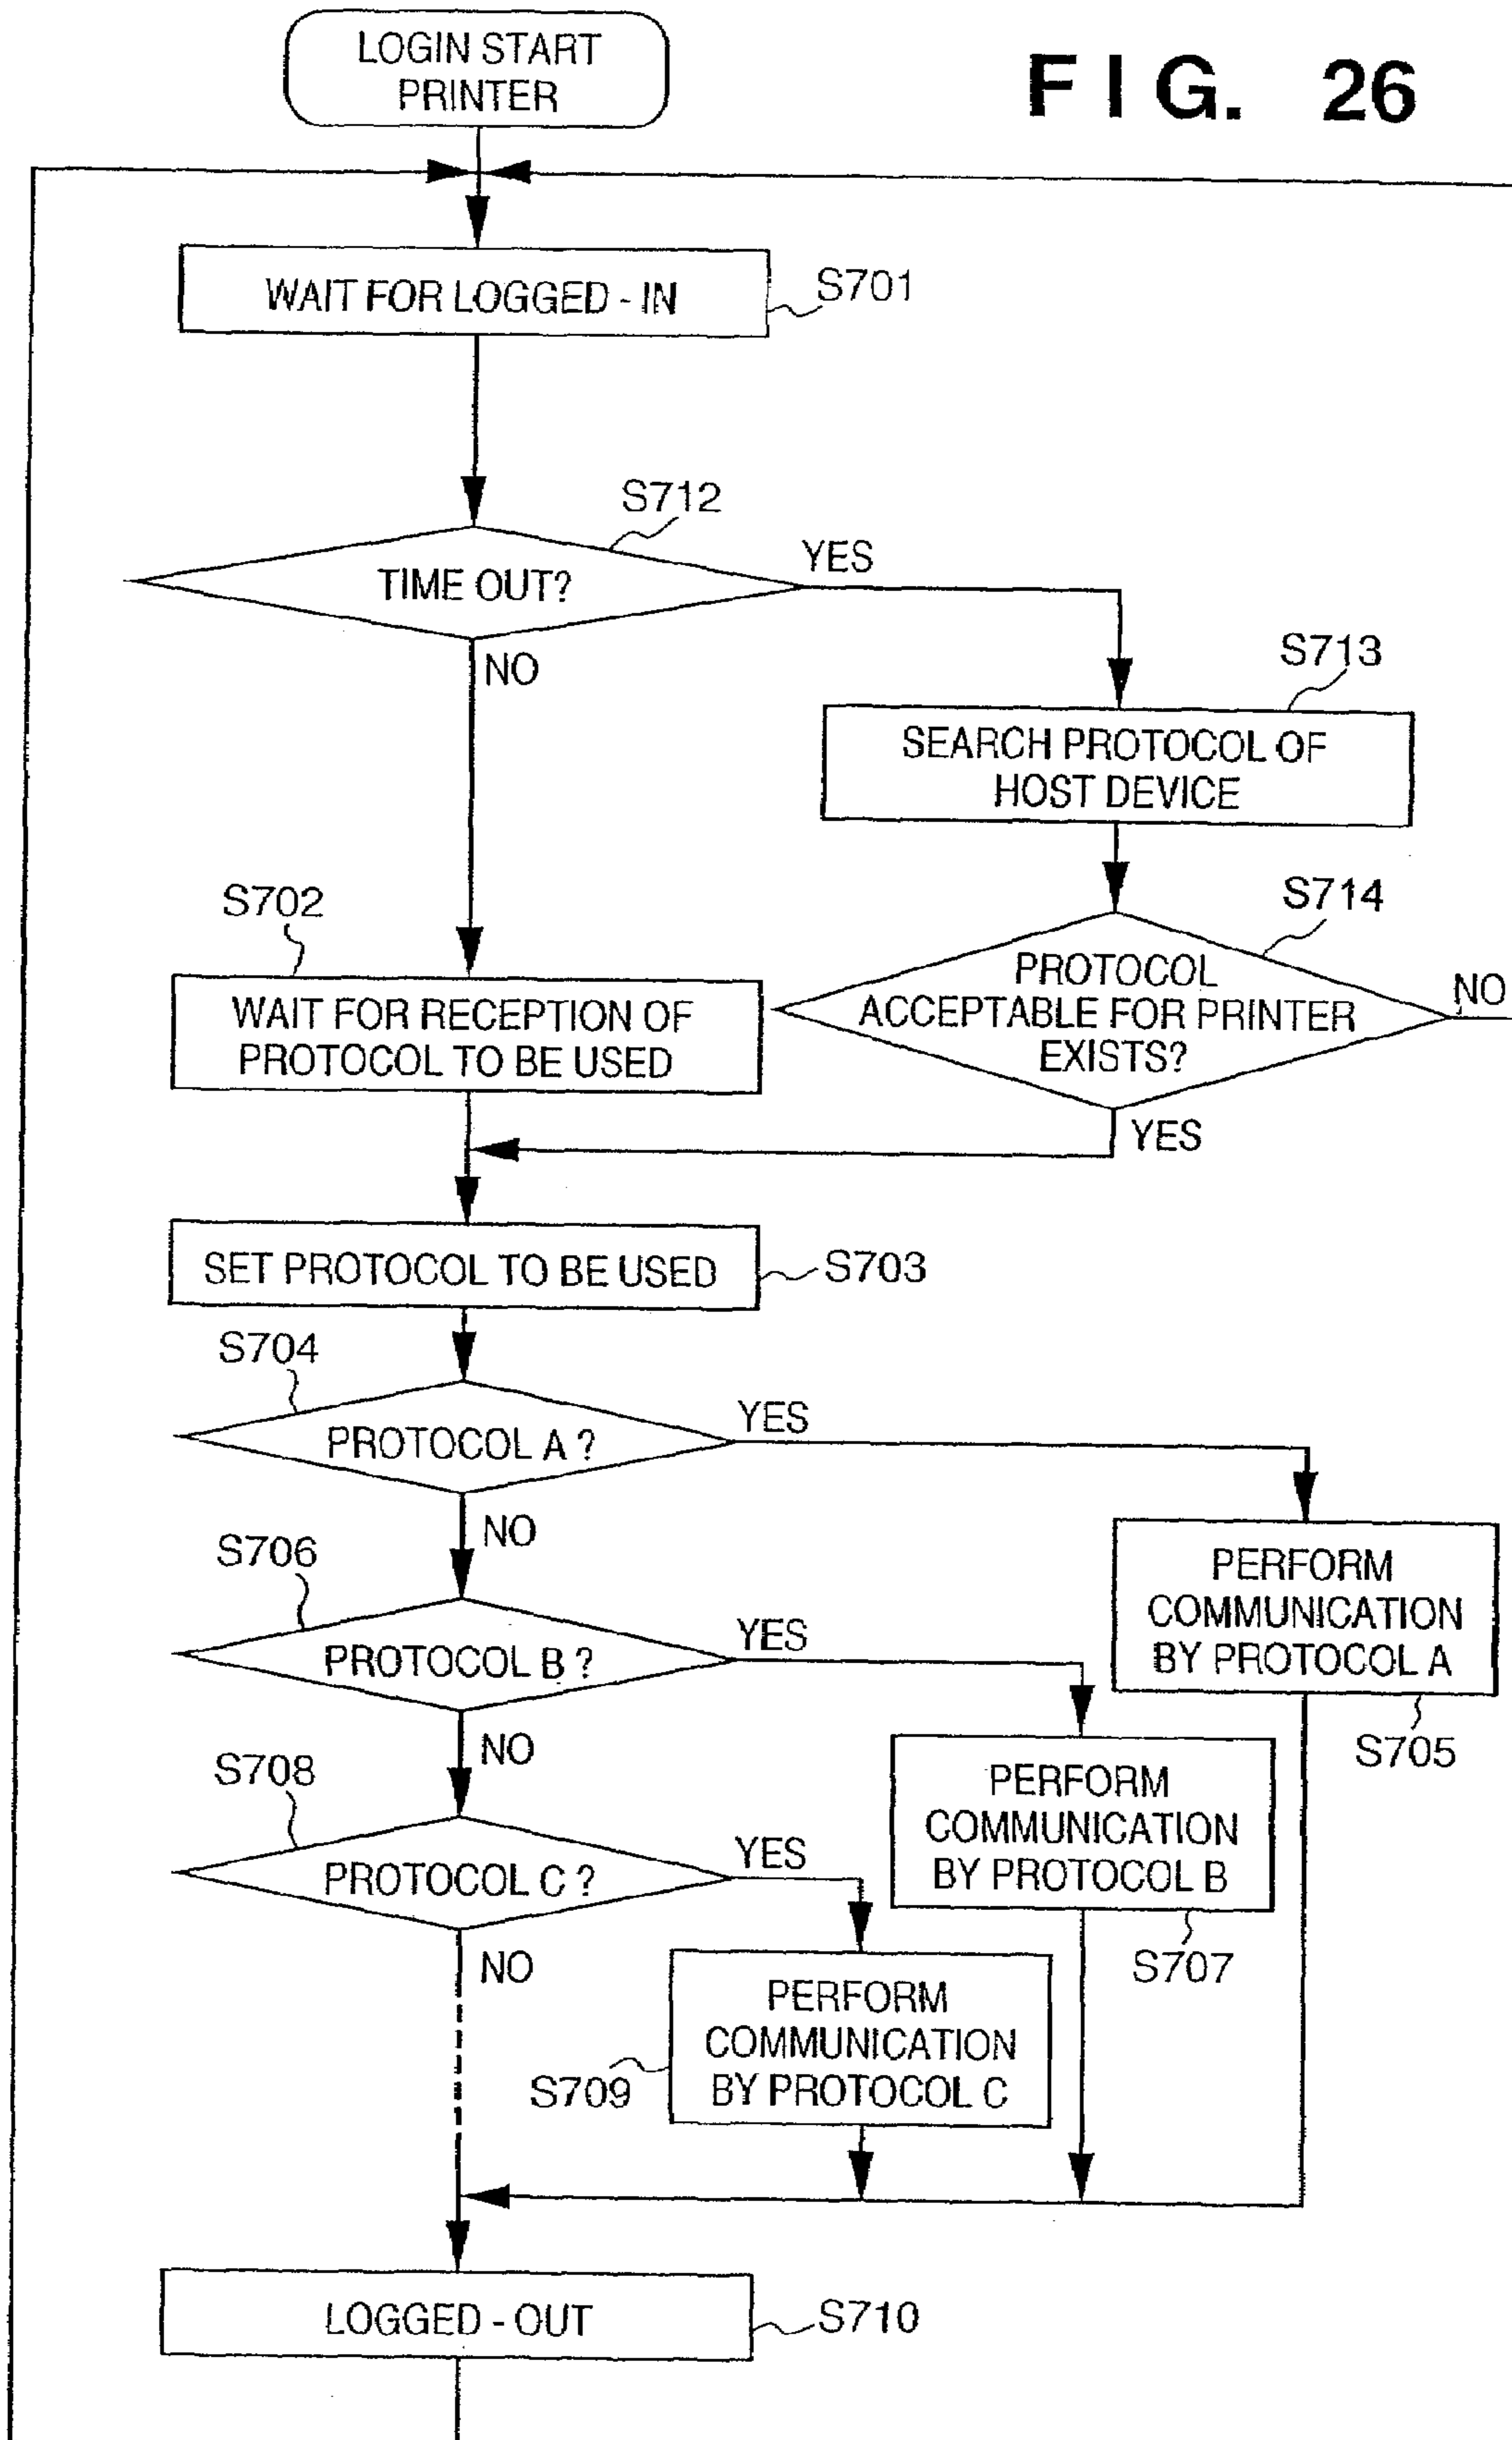 LOGIN START
PRINTER
FIG. 26
WAIT FOR LOGGED - IN
S701
S712
TIME OUT?
YES
NO
S713
SEARCH PROTOCOL OF
HOST DEVICE
S702
S714
WAIT FOR RECEPTION OF
PROTOCOL TO BE USED
PROTOCOL
ACCEPTABLE FOR PRINTER
EXISTS?
NO
YES
SET PROTOCOL TO BE USED
S703
S704
PROTOCOL A ?
YES
NO
PERFORM
COMMUNICATION
BY PROTOCOL A
S705
S706
PROTOCOL B ?
YES
NO
PERFORM
COMMUNICATION
BY PROTOCOL B
S707
S708
PROTOCOL C ?
YES
NO
PERFORM
COMMUNICATION
BY PROTOCOL C
S709
LOGGED - OUT
S710